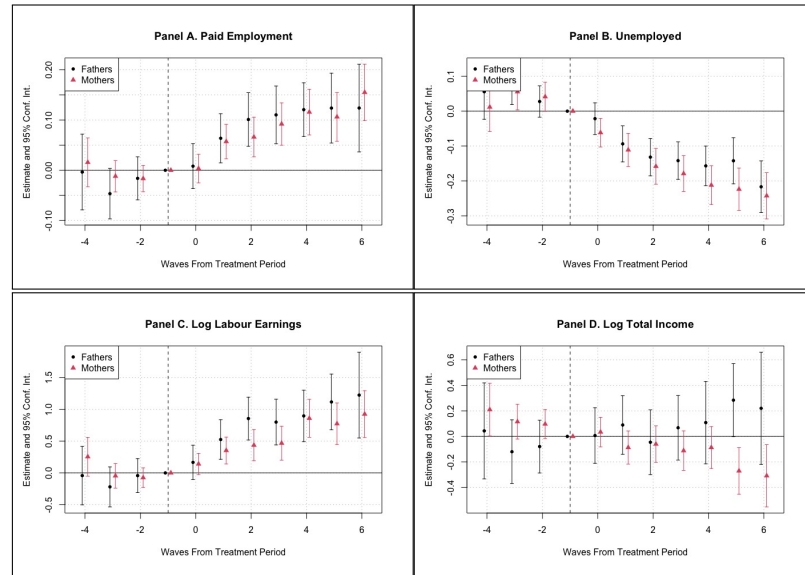 Panel A. Paid Employment
Fathers
Mothers
Estimate and 95% Conf. Int.
0.20
0.10
0.00
-0.10
-4 -2 0 2 4 6
Waves From Treatment Period
Panel B. Unemployed
Fathers
Mothers
Estimate and 95% Conf. Int.
0.1
0.0
-0.1
-0.2
-0.3
-4 -2 0 2 4 6
Waves From Treatment Period
Panel C. Log Labour Earnings
Fathers
Mothers
Estimate and 95% Conf. Int.
1.5
1.0
0.5
0.0
-0.5
-4 -2 0 2 4 6
Waves From Treatment Period
Panel D. Log Total Income
Fathers
Mothers
Estimate and 95% Conf. Int.
0.6
0.4
0.2
0.0
-0.2
-0.4
-4 -2 0 2 4 6
Waves From Treatment Period